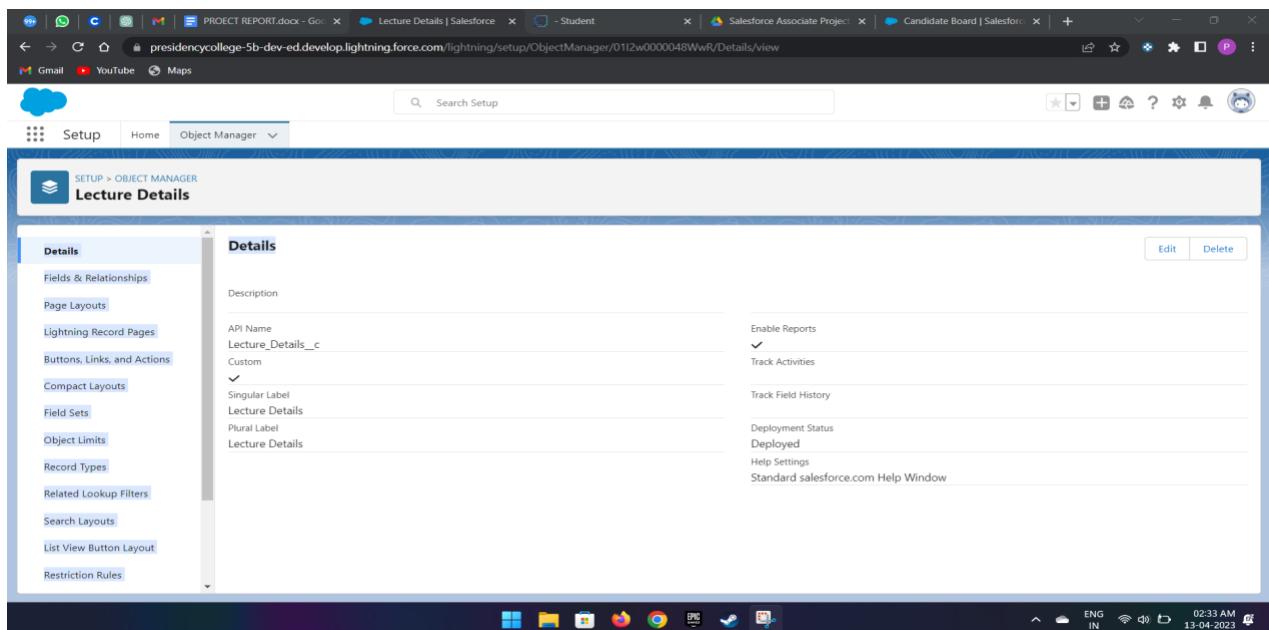 99+
PROECT REPORT.docx - Goo
Lecture Details | Salesforce
- Student
Salesforce Associate Project
Candidate Board | Salesforc
presidencycollege-5b-dev-ed.develop.lightning.force.com/lightning/setup/ObjectManager/01I2w0000048WwR/Details/view
P
Gmail YouTube Maps
Search Setup
Setup Home Object Manager
SETUP > OBJECT MANAGER
Lecture Details
Details
Fields & Relationships
Page Layouts
Lightning Record Pages
Buttons, Links, and Actions
Compact Layouts
Field Sets
Object Limits
Record Types
Related Lookup Filters
Search Layouts
List View Button Layout
Restriction Rules
Details
Edit Delete
Description
API Name
Lecture_Details__c
Custom
Singular Label
Lecture Details
Plural Label
Lecture Details
Enable Reports
Track Activities
Track Field History
Deployment Status
Deployed
Help Settings
Standard salesforce.com Help Window
EPIC
ENG
IN
02:33 AM
13-04-2023